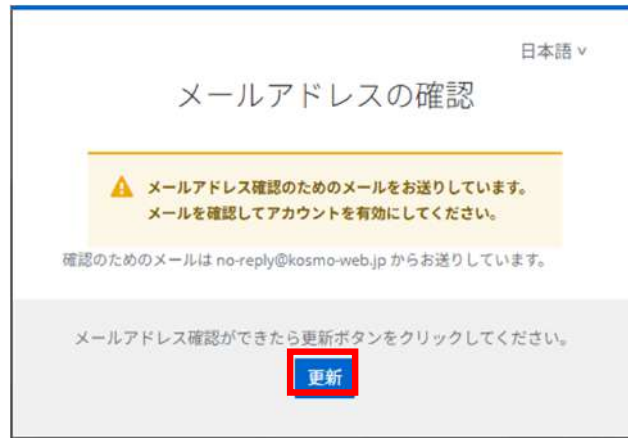 日本語 ∨
メールアドレスの確認
メールアドレス確認のためのメールをお送りしています。
メールを確認してアカウントを有効にしてください。
確認のためのメールは no-reply@kosmo-web.jp からお送りしています。
メールアドレス確認ができたら更新ボタンをクリックしてください。
更新